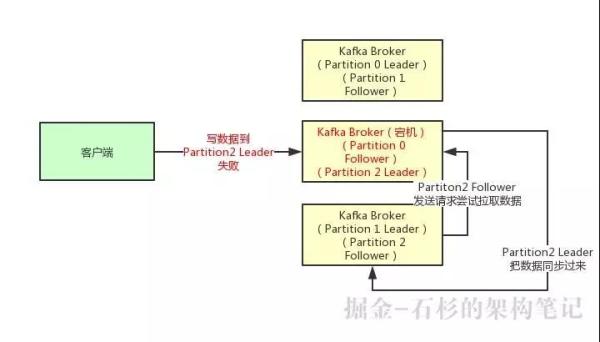 Kafka Broker
（Partition 0 Leader）
（Partition 1
Follower）
客户端
写数据到
Partition2 Leader
失败
Kafka Broker（宕机）
（Partition 0
Follower）
（Partition 2 Leader）
Partiton2 Follower
发送请求尝试拉取数据
Kafka Broker
（Partition 1 Leader）
（Partition 2
Follower）
Partition2 Leader
把数据同步过来
掘金-石杉的架构笔记